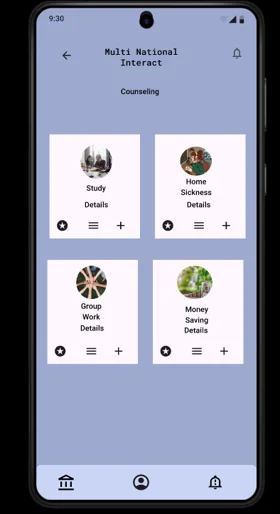 9:30
Multi National
Interact
Counseling
Study
Details
Home
Sickness
Details
Group
Work
Details
Money
Saving
Details